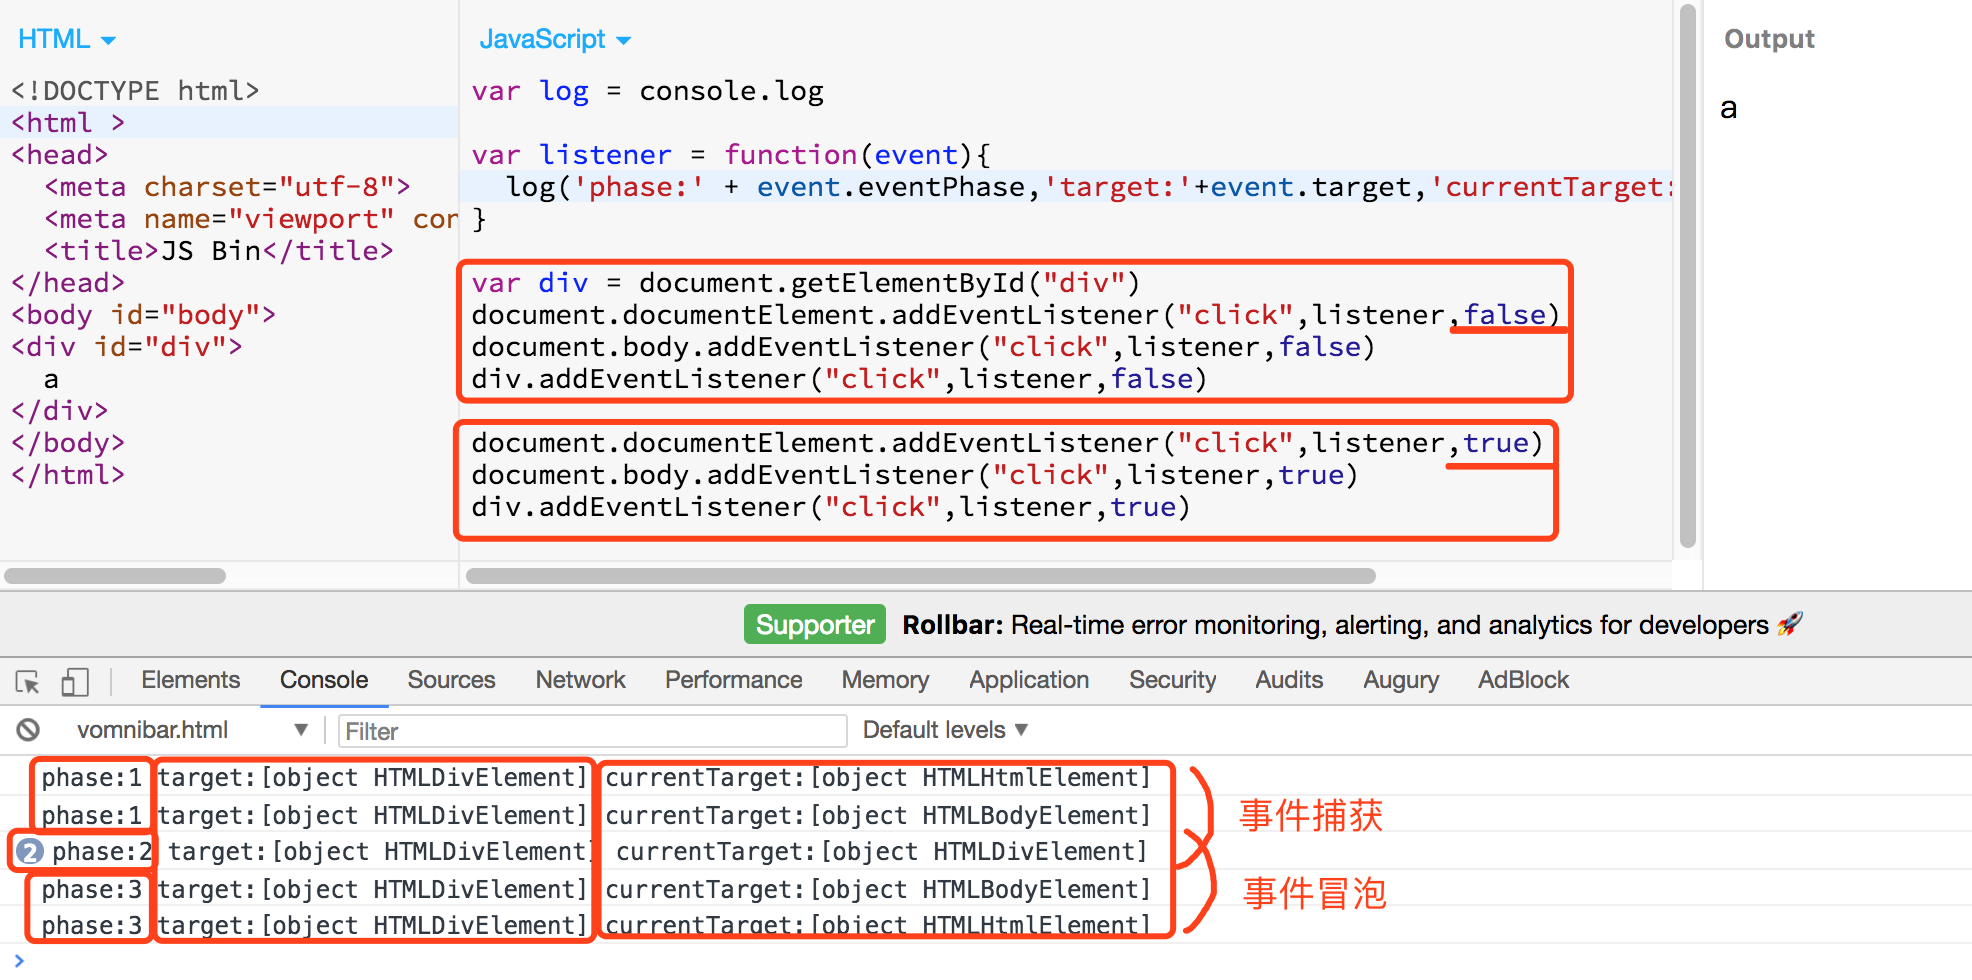 HTML
<!DOCTYPE html>
<html >
<head>
<meta charset="utf-8">
<meta name="viewport" con
<title>JS Bin</title>
</head>
<body id="body">
<div id="div">
a
</div>
</body>
</html>
JavaScript
var log = console.log
var listener = function(event){
log('phase:' + event.eventPhase,'target:'+event.target,'currentTarget:
}
var div = document.getElementById("div")
document.documentElement.addEventListener("click",listener,false)
document.body.addEventListener("click",listener,false)
div.addEventListener("click",listener,false)
document.documentElement.addEventListener("click",listener,true)
document.body.addEventListener("click",listener,true)
div.addEventListener("click",listener,true)
Output
a
Supporter Rollbar: Real-time error monitoring, alerting, and analytics for developers 🚀
Elements Console Sources Network Performance Memory Application Security Audits Augury AdBlock
vomnibar.html ▼ Filter Default levels ▼
phase:1 target:[object HTMLDivElement] currentTarget:[object HTMLHtmlElement]
phase:1 target:[object HTMLDivElement] currentTarget:[object HTMLBodyElement]
事件捕获
2 phase:2 target:[object HTMLDivElement] currentTarget:[object HTMLDivElement]
phase:3 target:[object HTMLDivElement] currentTarget:[object HTMLBodyElement]
事件冒泡
phase:3 target:[object HTMLDivElement] currentTarget:[object HTMLHtmlElement]
>